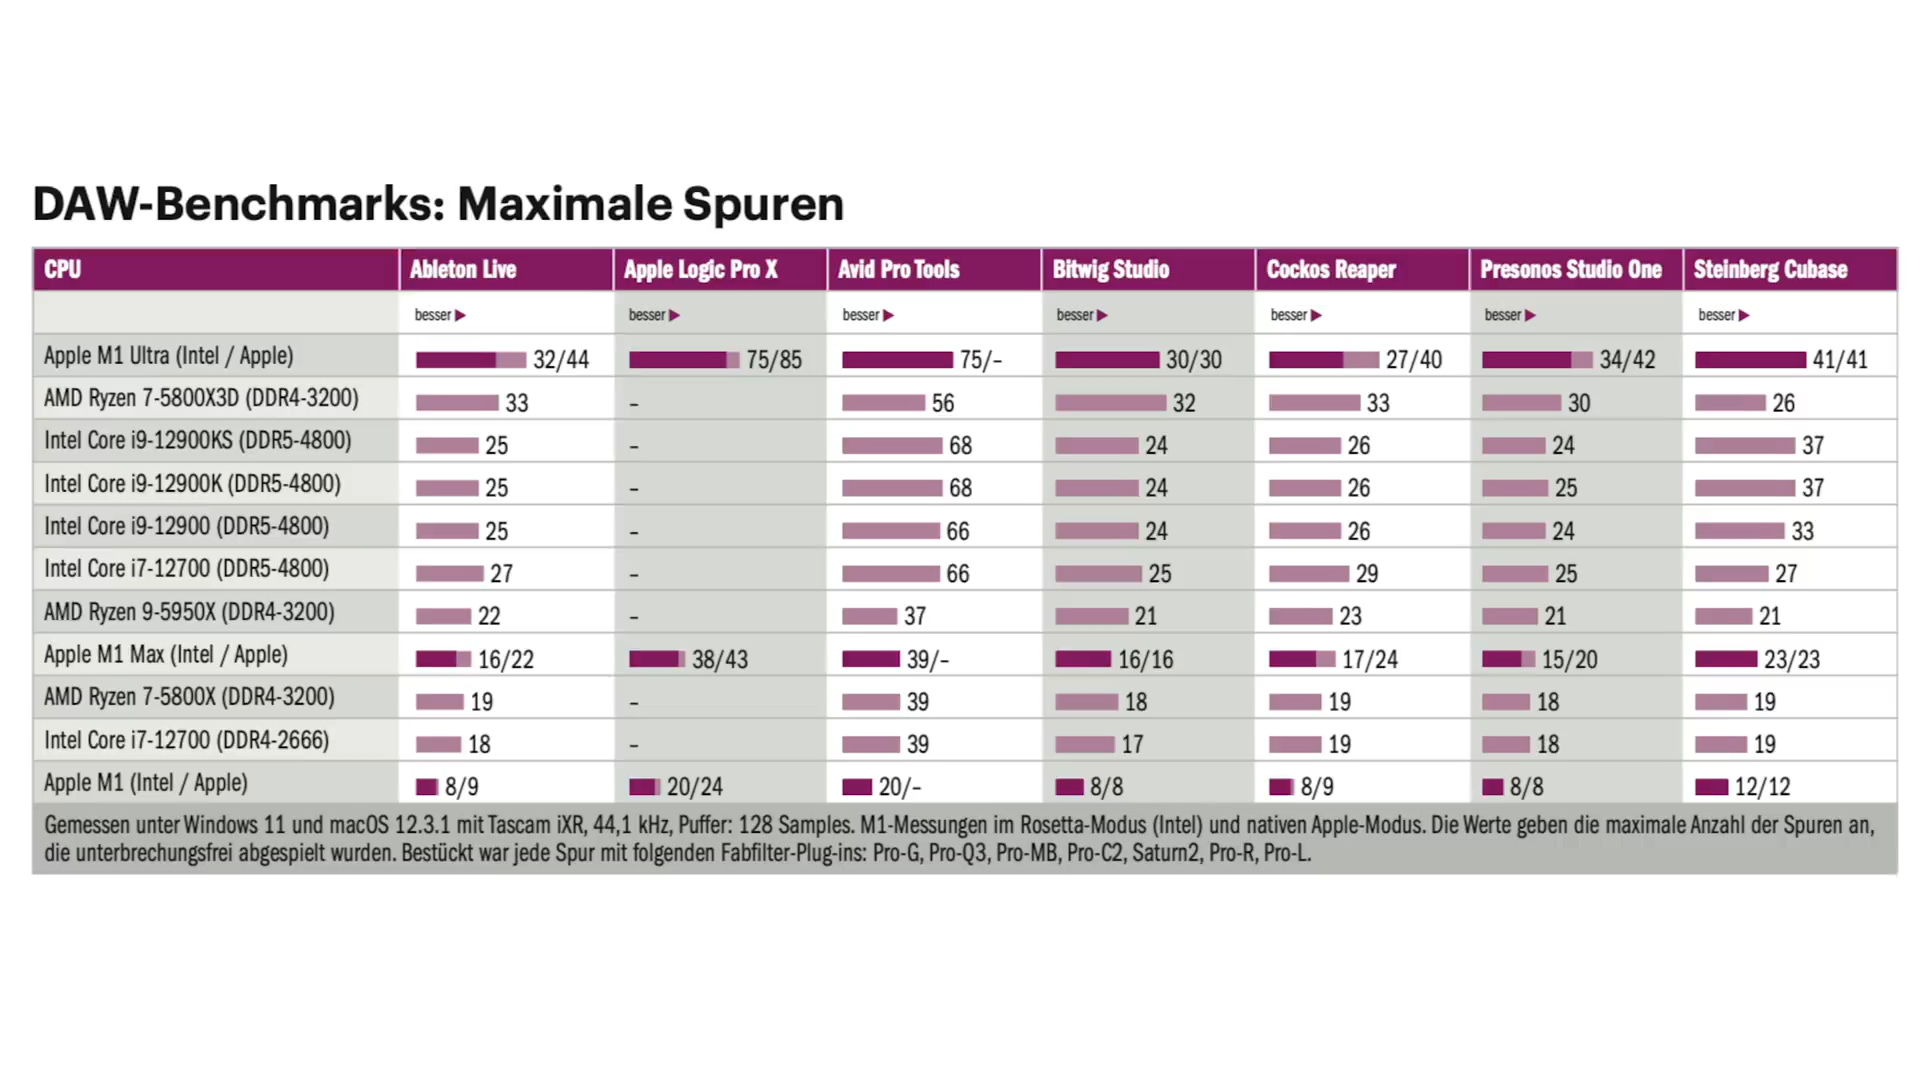 DAW-Benchmarks: Maximale Spuren
CPU Ableton Live Apple Logic Pro X Avid Pro Tools Bitwig Studio Cockos Reaper Presonos Studio One Steinberg Cubase
besser besser besser besser besser besser besser
Apple M1 Ultra (Intel / Apple) 32/44 75/85 75/– 30/30 27/40 34/42 41/41
AMD Ryzen 7-5800X3D (DDR4-3200) 33 – 56 32 33 30 26
Intel Core i9-12900KS (DDR5-4800) 25 – 68 24 26 24 37
Intel Core i9-12900K (DDR5-4800) 25 – 68 24 26 25 37
Intel Core i9-12900 (DDR5-4800) 25 – 66 24 26 24 33
Intel Core i7-12700 (DDR5-4800) 27 – 66 25 29 25 27
AMD Ryzen 9-5950X (DDR4-3200) 22 – 37 21 23 21 21
Apple M1 Max (Intel / Apple) 16/22 38/43 39/– 16/16 17/24 15/20 23/23
AMD Ryzen 7-5800X (DDR4-3200) 19 – 39 18 19 18 19
Intel Core i7-12700 (DDR4-2666) 18 – 39 17 19 18 19
Apple M1 (Intel / Apple) 8/9 20/24 20/– 8/8 8/9 8/8 12/12
Gemessen unter Windows 11 und macOS 12.3.1 mit Tascam iXR, 44,1 kHz, Puffer: 128 Samples. M1-Messungen im Rosetta-Modus (Intel) und nativen Apple-Modus. Die Werte geben die maximale Anzahl der Spuren an,
die unterbrechungsfrei abgespielt wurden. Bestückt war jede Spur mit folgenden Fabfilter-Plug-ins: Pro-G, Pro-Q3, Pro-MB, Pro-C2, Saturn2, Pro-R, Pro-L.